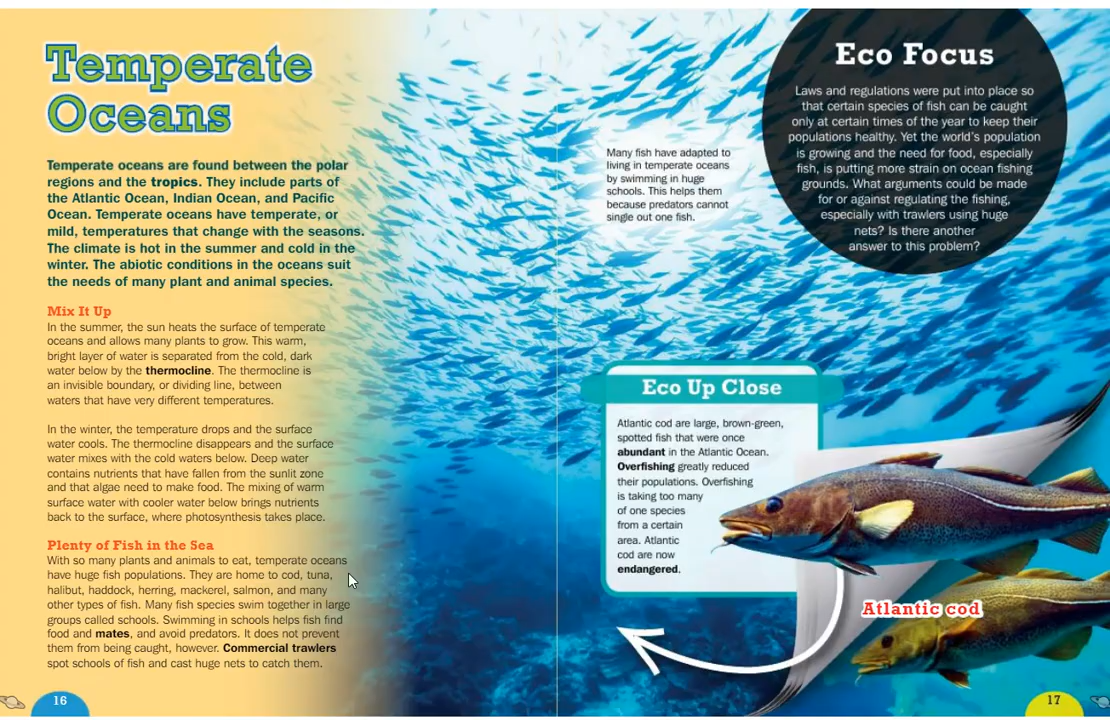 Temperate
Oceans
Temperate oceans are found between the polar
regions and the tropics. They include parts of
the Atlantic Ocean, Indian Ocean, and Pacific
Ocean. Temperate oceans have temperate, or
mild, temperatures that change with the seasons.
The climate is hot in the summer and cold in the
winter. The abiotic conditions in the oceans suit
the needs of many plant and animal species.
Mix It Up
In the summer, the sun heats the surface of temperate
oceans and allows many plants to grow. This warm,
bright layer of water is separated from the cold, dark
water below by the thermocline. The thermocline is
an invisible boundary, or dividing line, between
waters that have very different temperatures.
In the winter, the temperature drops and the surface
water cools. The thermocline disappears and the surface
water mixes with the cold waters below. Deep water
contains nutrients that have fallen from the sunlit zone
and that algae need to make food. The mixing of warm
surface water with cooler water below brings nutrients
back to the surface, where photosynthesis takes place.
Plenty of Fish in the Sea
With so many plants and animals to eat, temperate oceans
have huge fish populations. They are home to cod, tuna,
halibut, haddock, herring, mackerel, salmon, and many
other types of fish. Many fish species swim together in large
groups called schools. Swimming in schools helps fish find
food and mates, and avoid predators. It does not prevent
them from being caught, however. Commercial trawlers
spot schools of fish and cast huge nets to catch them.
16
Many fish have adapted to
living in temperate oceans
by swimming in huge
schools. This helps them
because predators cannot
single out one fish.
Eco Focus
Laws and regulations were put into place so
that certain species of fish can be caught
only at certain times of the year to keep their
populations healthy. Yet the world's population
is growing and the need for food, especially
fish, is putting more strain on ocean fishing
grounds. What arguments could be made
for or against regulating the fishing,
especially with trawlers using huge
nets? Is there another
answer to this problem?
Eco Up Close
Atlantic cod are large, brown-green,
spotted fish that were once
abundant in the Atlantic Ocean.
Overfishing greatly reduced
their populations. Overfishing
is taking too many
of one species
from a certain
area. Atlantic
cod are now
endangered.
Atlantic cod
17